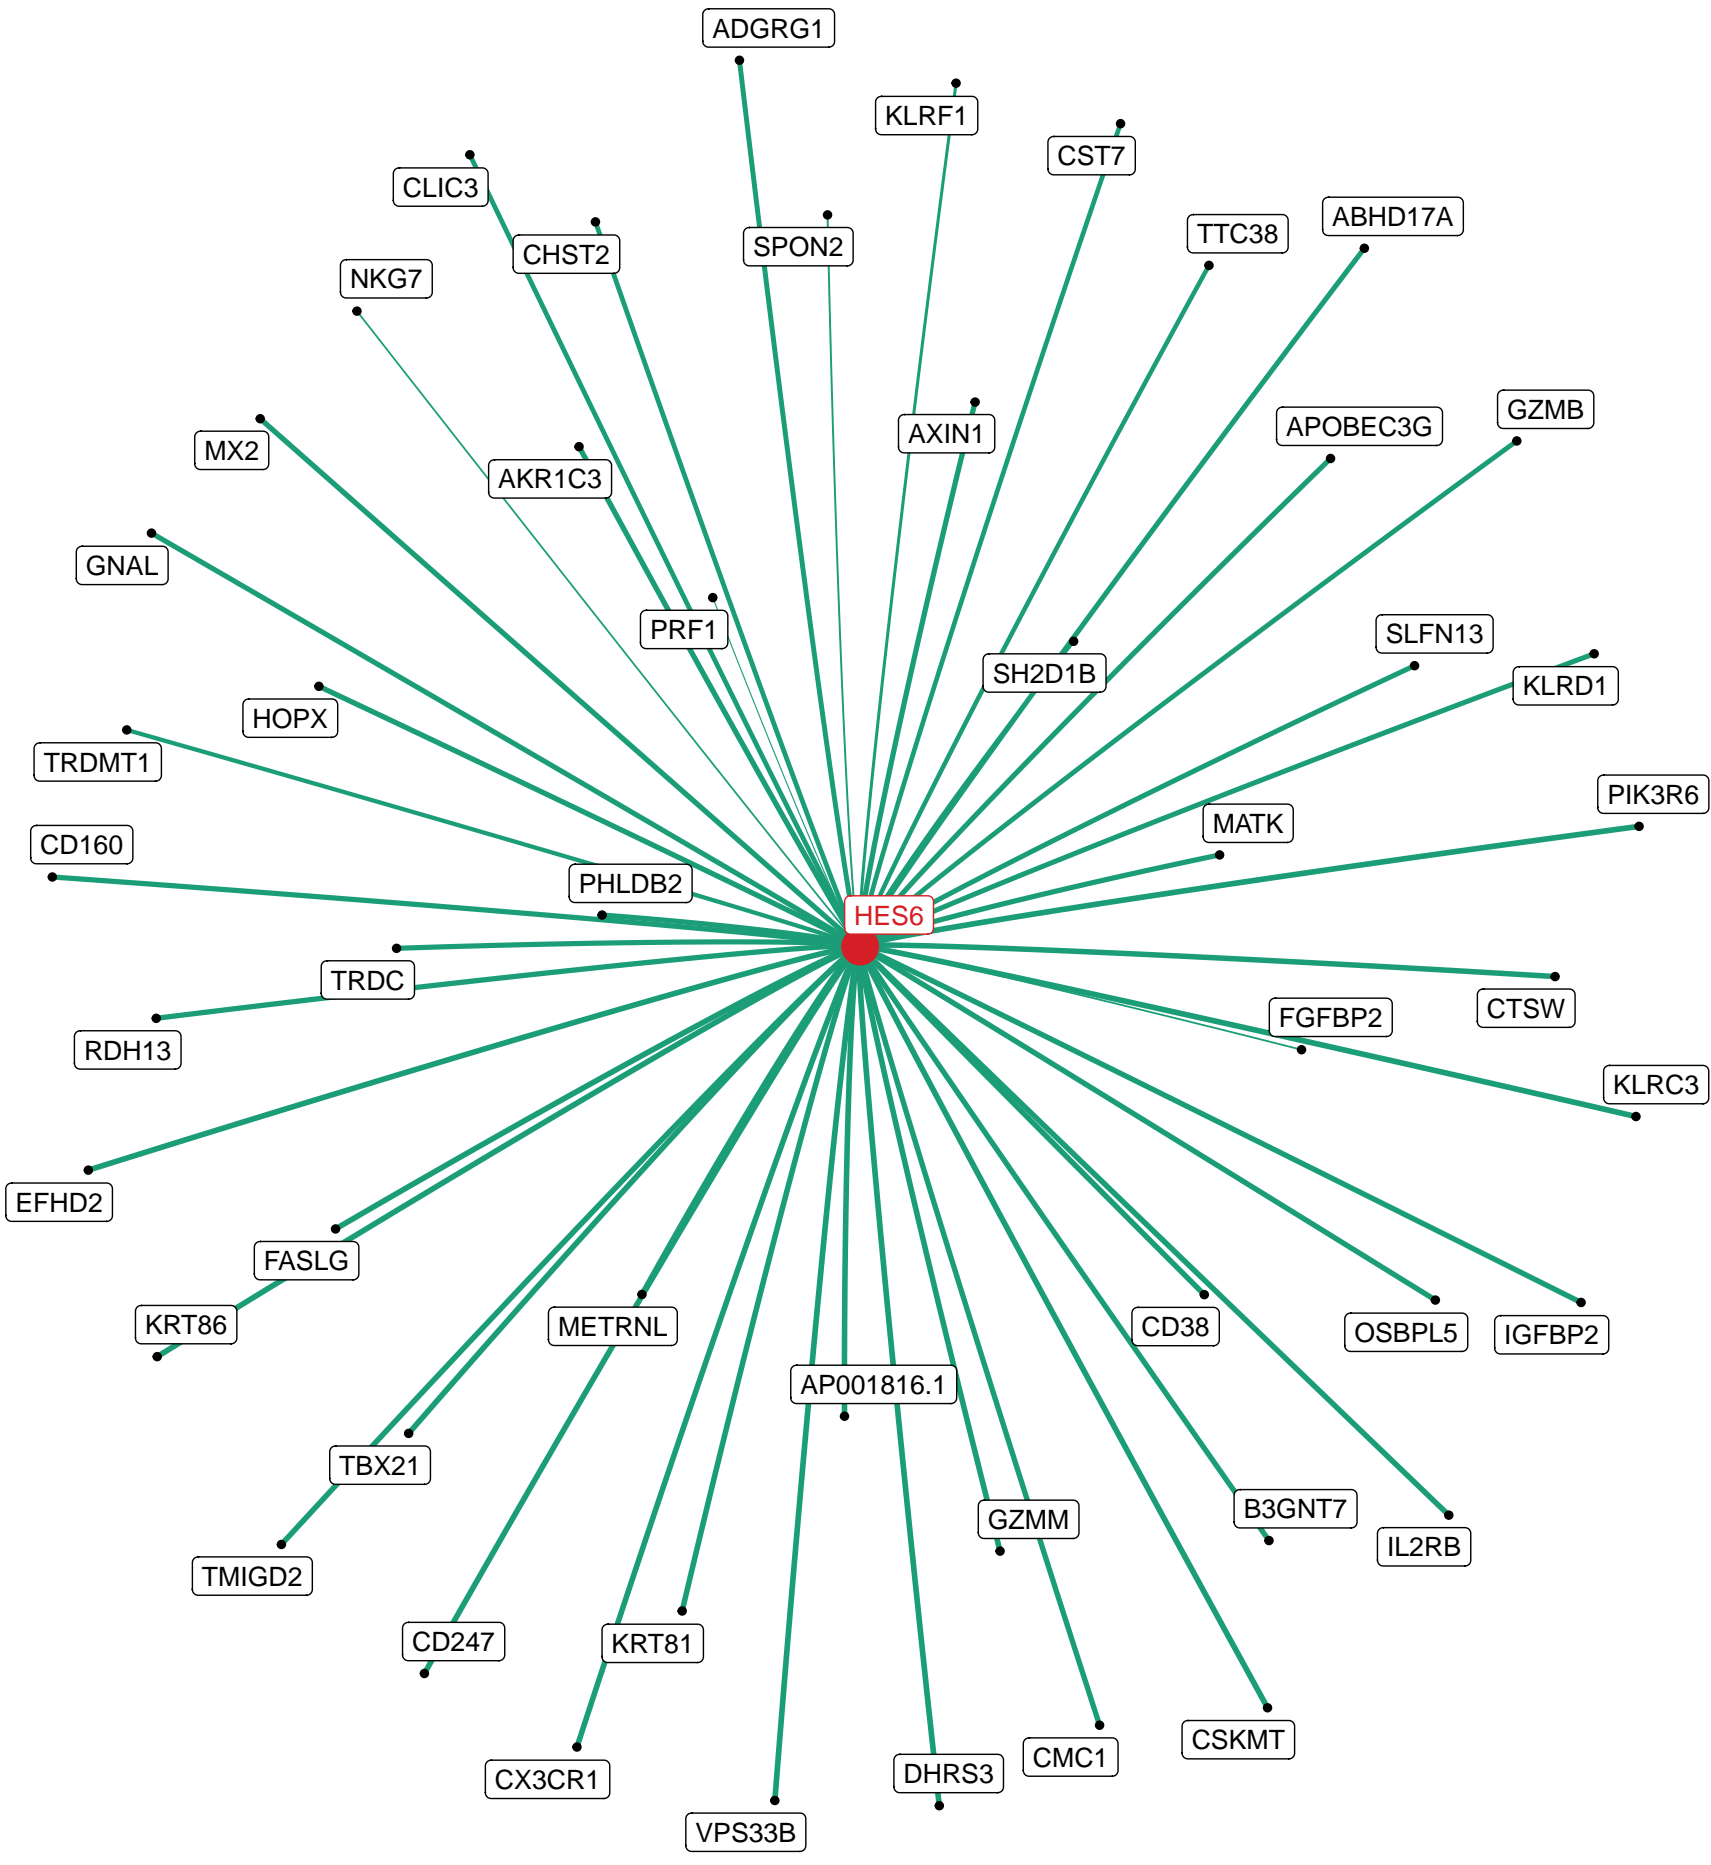 ADGRG1
KLRF1
CST7
CLIC3
ABHD17A
TTC38
SPON2
CHST2
NKG7
GZMB
APOBEC3G
AXIN1
MX2
AKR1C3
GNAL
PRF1
SLFN13
SH2D1B
KLRD1
HOPX
TRDMT1
PIK3R6
MATK
CD160
PHLDB2
HES6
TRDC
CTSW
FGFBP2
RDH13
KLRC3
EFHD2
FASLG
KRT86
METRNL
CD38
OSBPL5
IGFBP2
AP001816.1
TBX21
B3GNT7
GZMM
IL2RB
TMIGD2
CD247
KRT81
CSKMT
CMC1
DHRS3
CX3CR1
VPS33B